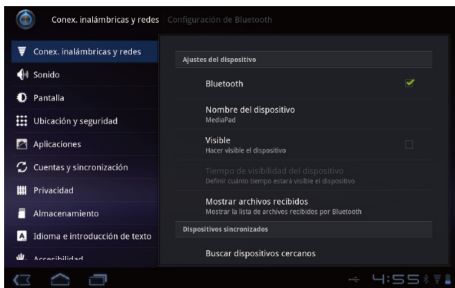 Conex. inalámbricas y redes
Configuración de Bluetooth
Conex. inalámbricas y redes
Sonido
Pantalla
Ubicación y seguridad
Aplicaciones
Cuentas y sincronización
Privacidad
Almacenamiento
Idioma e introducción de texto
Accesibilidad
Ajustes del dispositivo
Bluetooth
Nombre del dispositivo
MediaPad
Visible
Hacer visible el dispositivo
Tiempo de visibilidad del dispositivo
Definir cuánto tiempo estará visible el dispositivo
Mostrar archivos recibidos
Mostrar la lista de archivos recibidos por Bluetooth
Dispositivos sincronizados
Buscar dispositivos cercanos
4:55